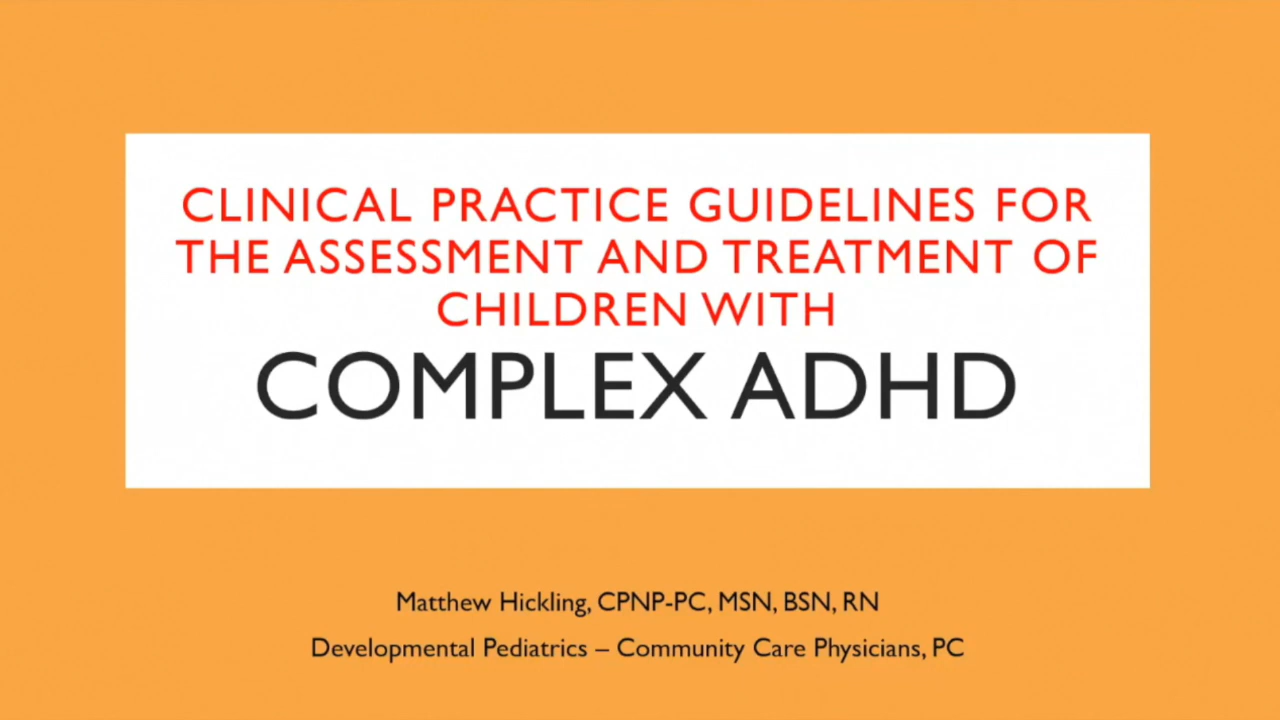 CLINICAL PRACTICE GUIDELINES FOR
THE ASSESSMENT AND TREATMENT OF
CHILDREN WITH
COMPLEX ADHD
Matthew Hickling, CPNP-PC, MSN, BSN, RN
Developmental Pediatrics – Community Care Physicians, PC